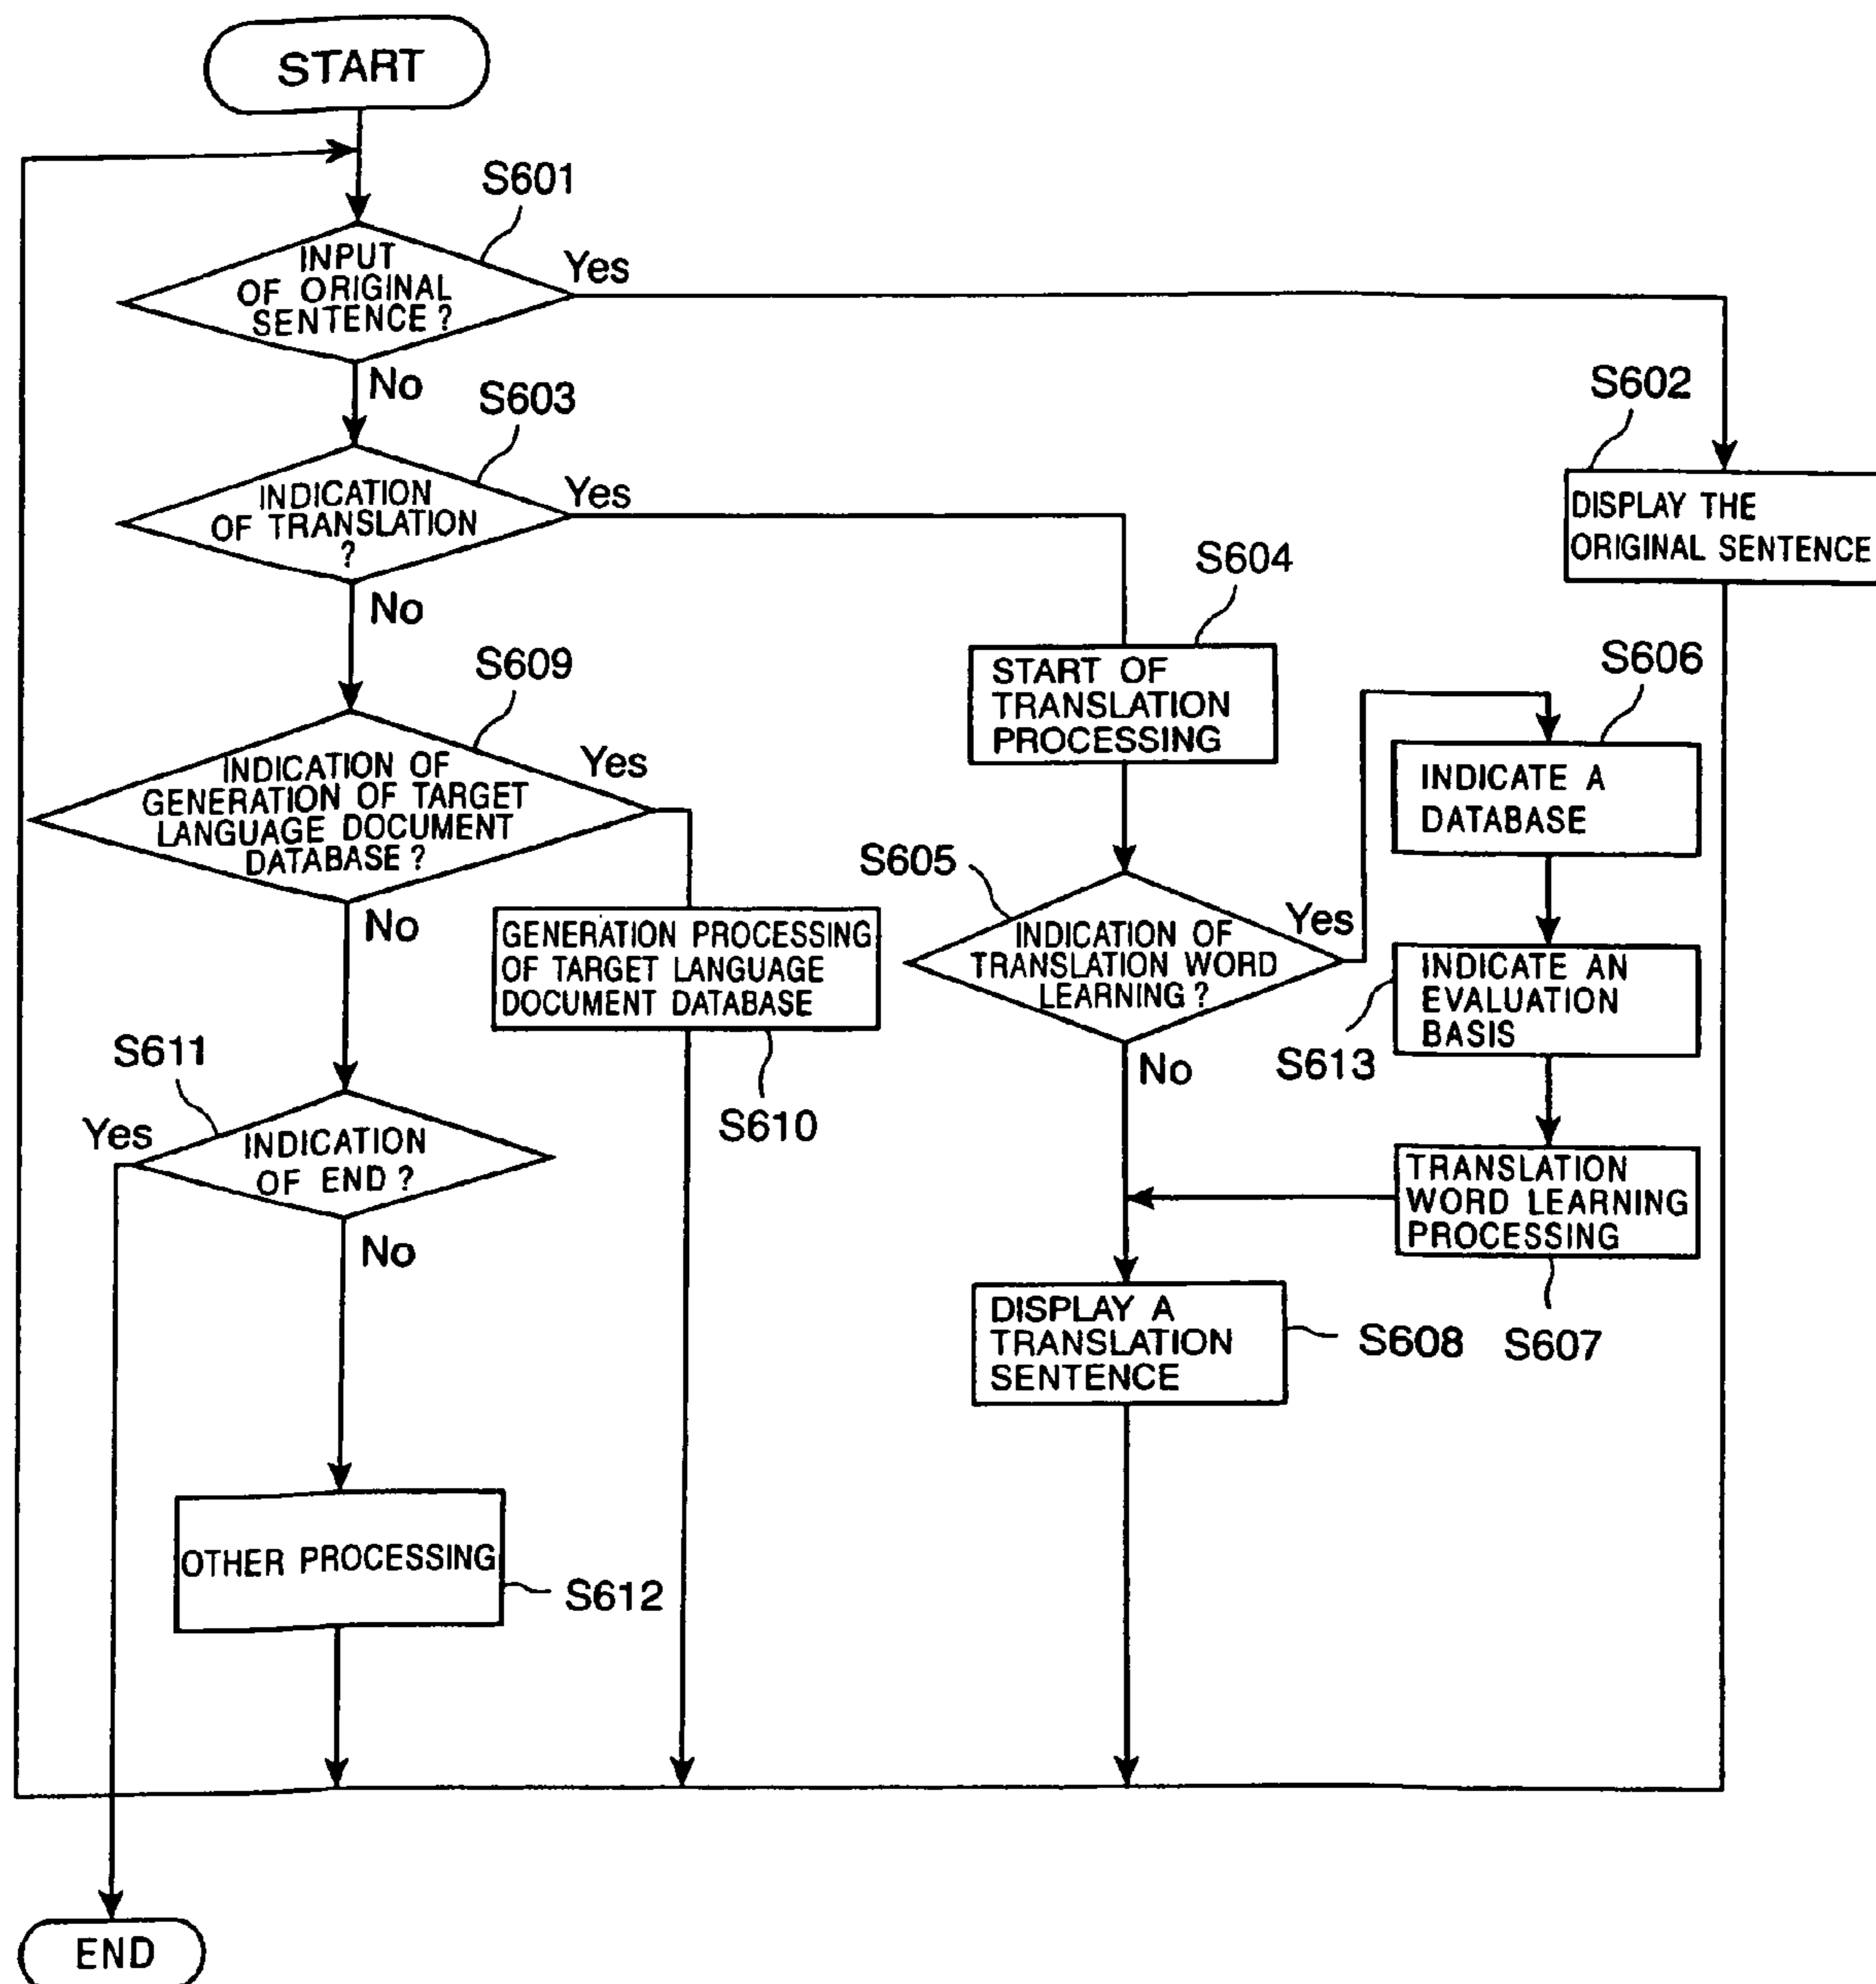 START
S601
INPUT
OF ORIGINAL
SENTENCE ?
Yes
No
S602
DISPLAY THE
ORIGINAL SENTENCE
S603
INDICATION
OF TRANSLATION
?
Yes
No
S604
START OF
TRANSLATION
PROCESSING
S606
INDICATE A
DATABASE
S609
INDICATION OF
GENERATION OF TARGET
LANGUAGE DOCUMENT
DATABASE ?
Yes
No
S605
INDICATION OF
TRANSLATION WORD
LEARNING ?
Yes
No
GENERATION PROCESSING
OF TARGET LANGUAGE
DOCUMENT DATABASE
S610
INDICATE AN
EVALUATION
BASIS
S613
S611
Yes
INDICATION
OF END ?
No
TRANSLATION
WORD LEARNING
PROCESSING
S607
DISPLAY A
TRANSLATION
SENTENCE
S608
OTHER PROCESSING
S612
END